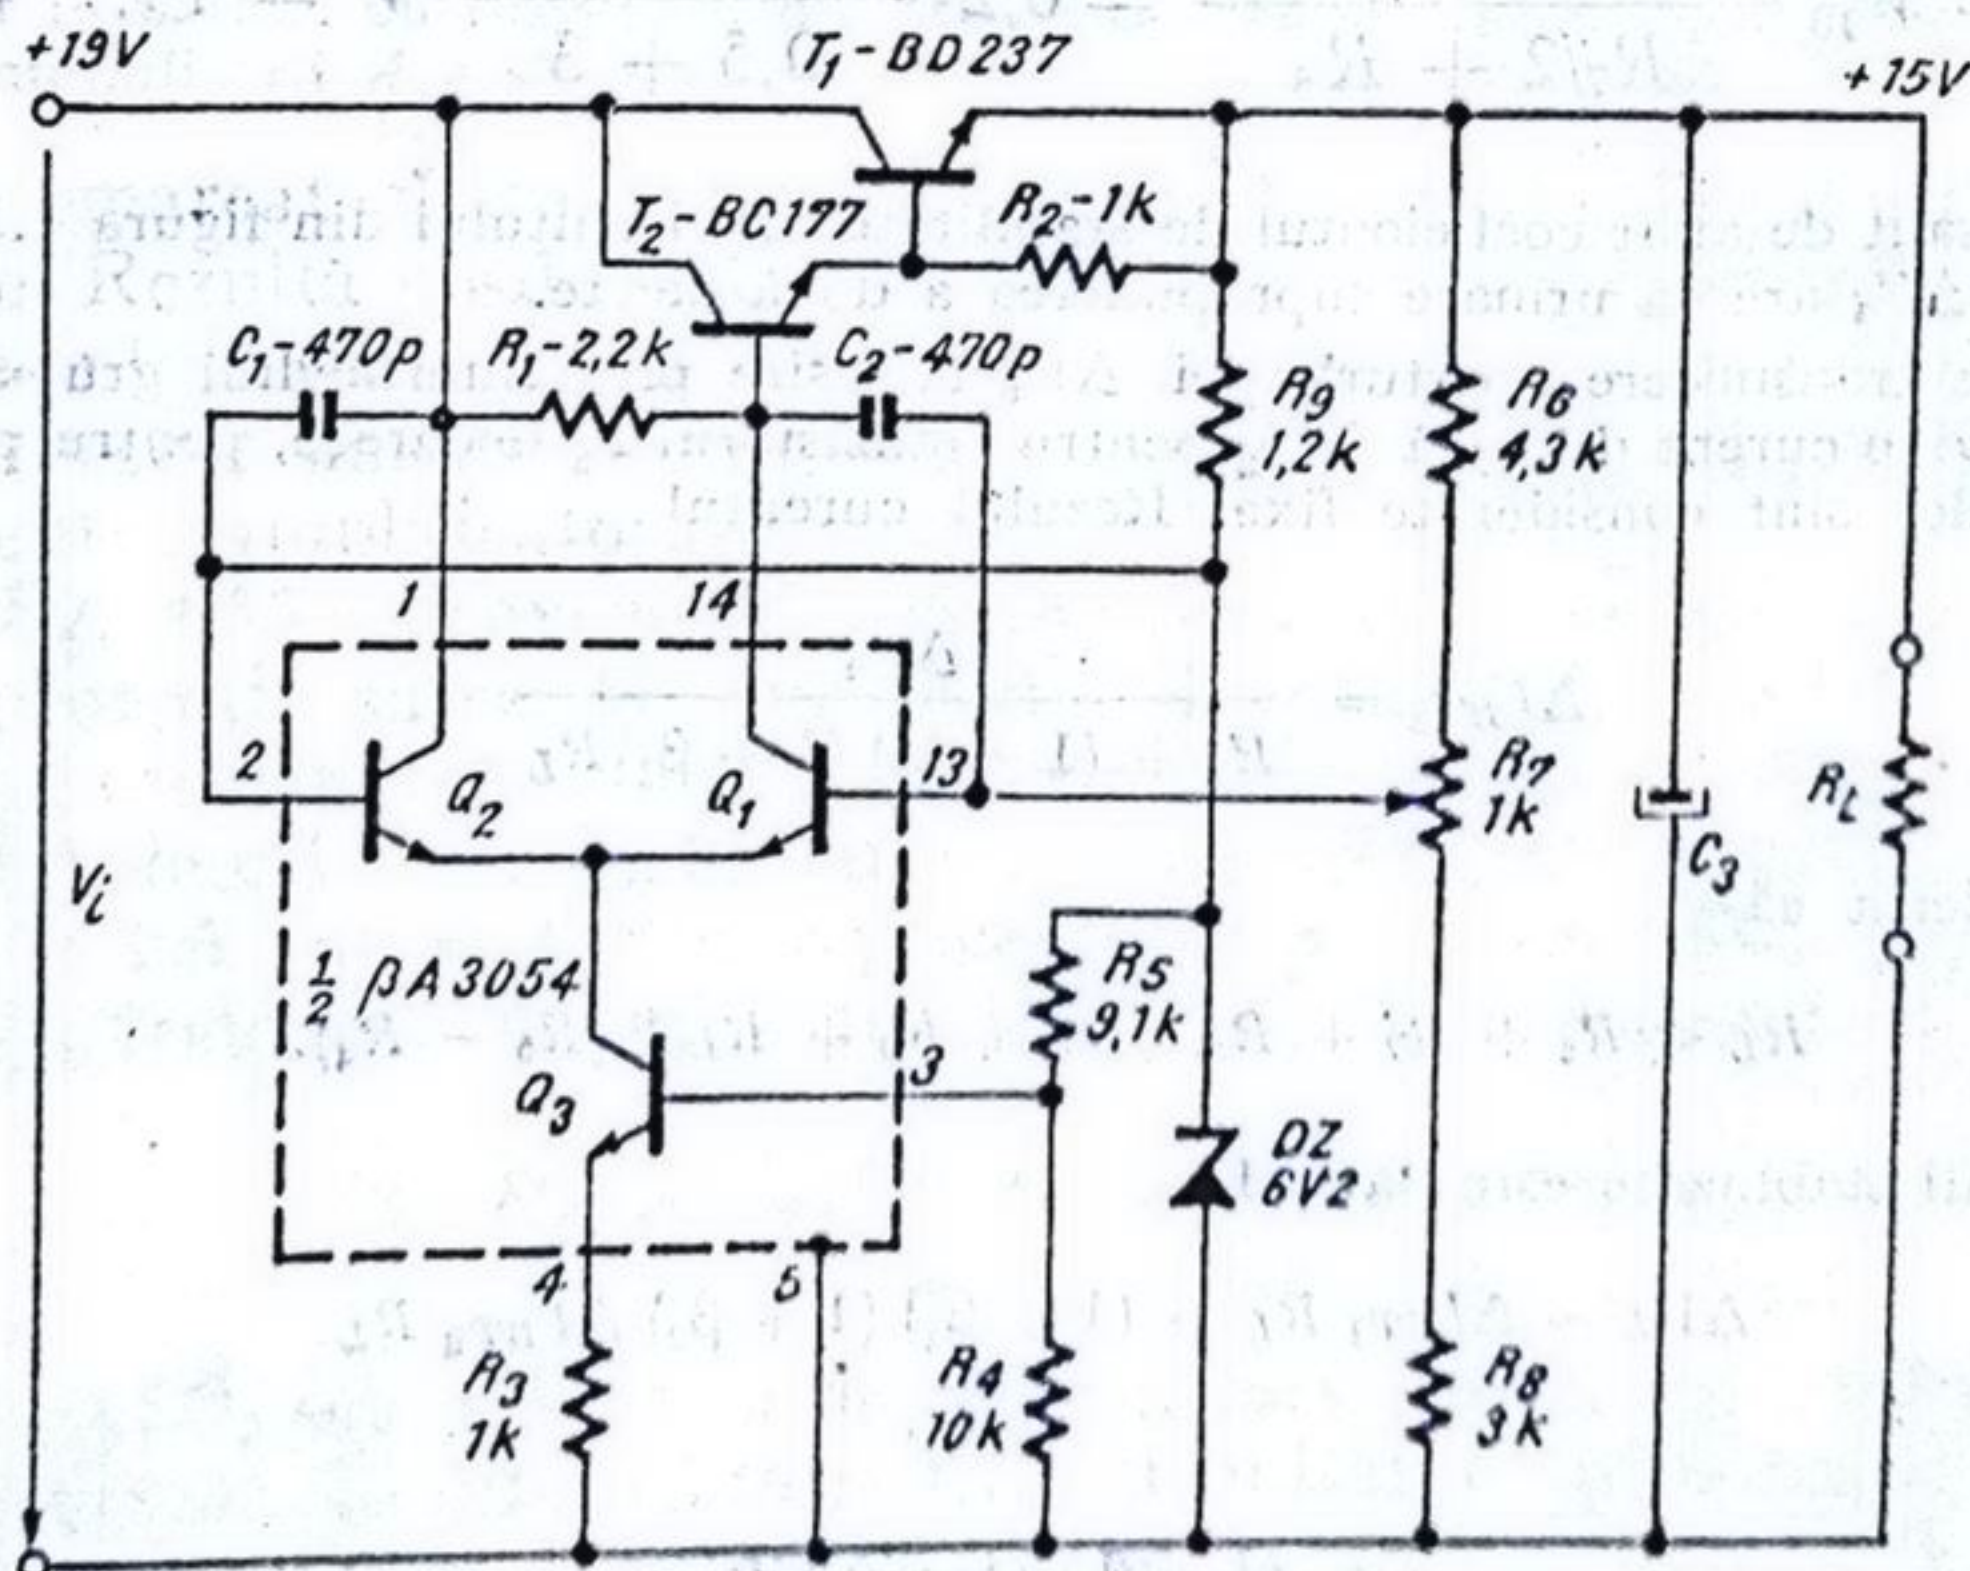 +19V
T₁-BD237
+15V
T₂-BC177
R₂-1k
C₁-470p
R₁-2,2k
C₂-470p
R9
1,2k
R6
4,3k
1
14
2
Q₂
Q₁
13
R7
1k
RL
C3
Vi
½ βA3054
R5
9,1k
3
Q3
DZ
6V2
4
5
R3
1k
R4
10k
R8
3k